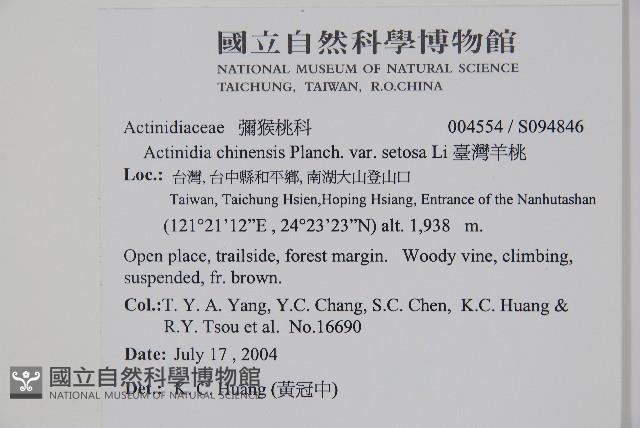 國立自然科學博物館
NATIONAL MUSEUM OF NATURAL SCIENCE
TAICHUNG, TAIWAN, R.O.CHINA
Actinidiaceae 彌猴桃科 004554 / S094846
Actinidia chinensis Planch. var. setosa Li 臺灣羊桃
Loc.: 台灣, 台中縣和平鄉, 南湖大山登山口
Taiwan, Taichung Hsien,Hoping Hsiang, Entrance of the Nanhutashan
(121°21’12”E , 24°23’23”N) alt. 1,938 m.
Open place, trailside, forest margin. Woody vine, climbing,
suspended, fr. brown.
Col.:T. Y. A. Yang, Y.C. Chang, S.C. Chen, K.C. Huang &
R.Y. Tsou et al. No.16690
Date: July 17 , 2004
國立自然科學博物館
Det.: K. C. Huang (黃冠中)
NATIONAL MUSEUM OF NATURAL SCIENCE